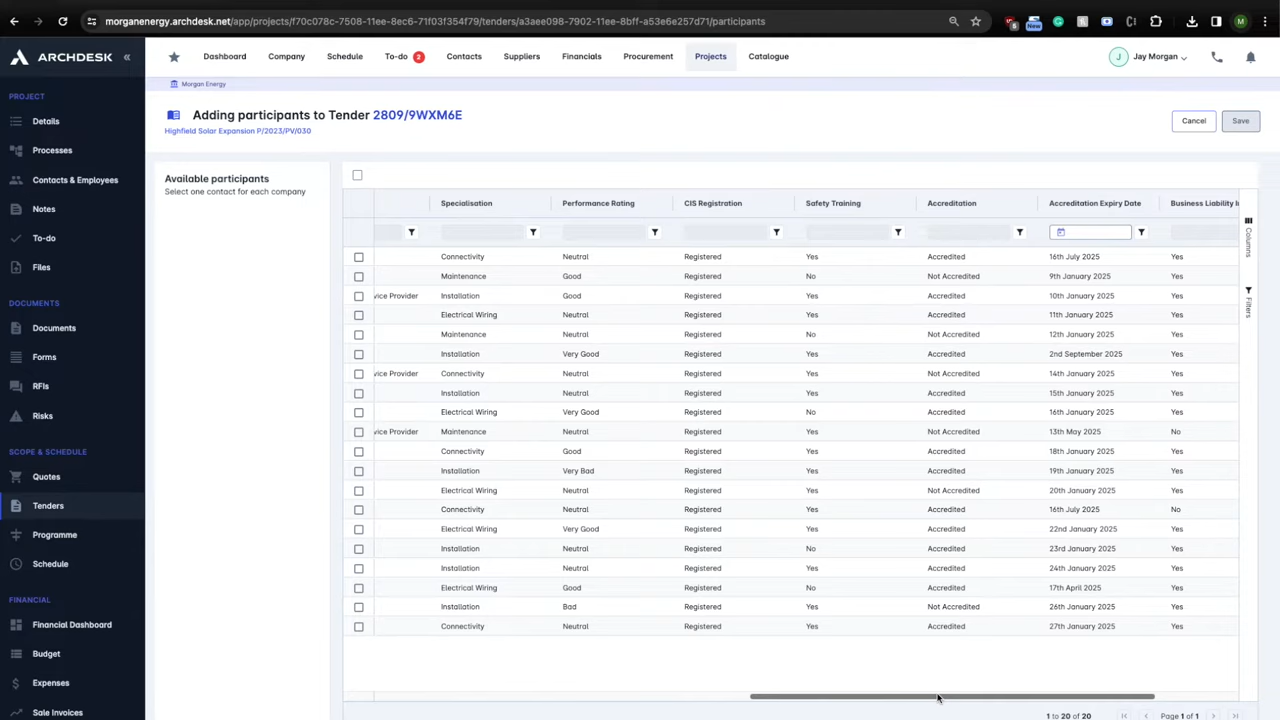 morganenergy.archdesk.net/app/projects/f70c078c-7508-11ee-8ec6-71f03f354f79/tenders/a3aee098-7902-11ee-8bff-a53e6e257d71/participants
6
New
M
ARCHDESK «
Dashboard Company Schedule To-do 2 Contacts Suppliers Financials Procurement Projects Catalogue
J Jay Morgan
Morgan Energy
PROJECT
Details
Processes
Contacts & Employees
Notes
To-do
Files
DOCUMENTS
Documents
Forms
RFIs
Risks
SCOPE & SCHEDULE
Quotes
Tenders
Programme
Schedule
FINANCIAL
Financial Dashboard
Budget
Expenses
Sale Invoices
Adding participants to Tender 2809/9WXM6E
Highfield Solar Expansion P/2023/PV/030
Cancel Save
Available participants
Select one contact for each company
Specialisation Performance Rating CIS Registration Safety Training Accreditation Accreditation Expiry Date Business Liability
Connectivity Neutral Registered Yes Accredited 16th July 2025 Yes
Maintenance Good Registered No Not Accredited 9th January 2025 Yes
vice Provider Installation Good Registered Yes Accredited 10th January 2025 Yes
Electrical Wiring Neutral Registered Yes Accredited 11th January 2025 Yes
Maintenance Neutral Registered No Not Accredited 12th January 2025 Yes
Installation Very Good Registered Yes Accredited 2nd September 2025 Yes
vice Provider Connectivity Neutral Registered Yes Not Accredited 14th January 2025 Yes
Installation Neutral Registered Yes Accredited 15th January 2025 Yes
Electrical Wiring Very Good Registered No Accredited 16th January 2025 Yes
vice Provider Maintenance Neutral Registered Yes Not Accredited 13th May 2025 No
Connectivity Good Registered Yes Accredited 18th January 2025 Yes
Installation Very Bad Registered Yes Accredited 19th January 2025 Yes
Electrical Wiring Neutral Registered Yes Not Accredited 20th January 2025 Yes
Connectivity Neutral Registered Yes Accredited 16th July 2025 No
Electrical Wiring Very Good Registered Yes Accredited 22nd January 2025 Yes
Installation Neutral Registered No Accredited 23rd January 2025 Yes
Installation Neutral Registered Yes Accredited 24th January 2025 Yes
Electrical Wiring Good Registered No Accredited 17th April 2025 Yes
Installation Bad Registered Yes Not Accredited 26th January 2025 Yes
Connectivity Neutral Registered Yes Accredited 27th January 2025 Yes
Columns
Filters
1 to 20 of 20 Page 1 of 1